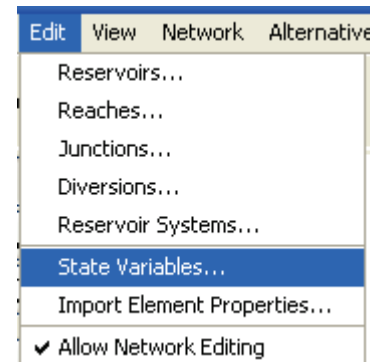 Edit View Network Alternative
Reservoirs...
Reaches...
Junctions...
Diversions...
Reservoir Systems...
State Variables...
Import Element Properties...
✔ Allow Network Editing